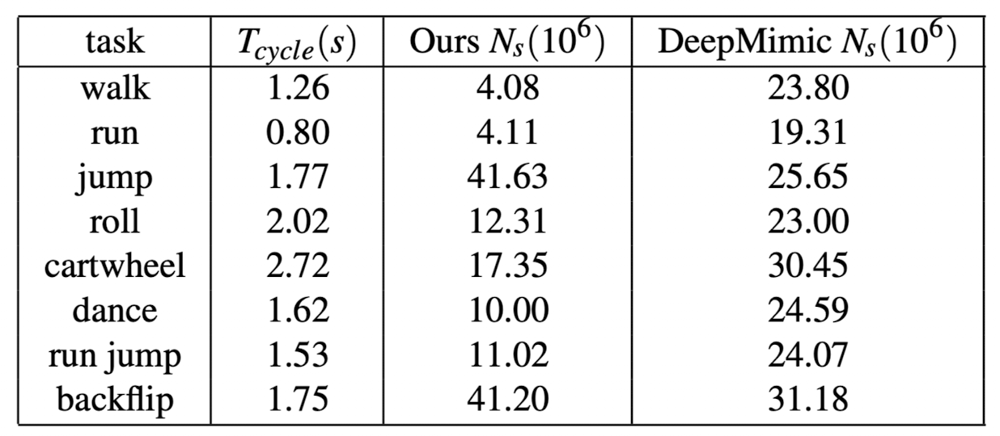 task T_cycle(s) Ours N_s(10^6) DeepMimic N_s(10^6)
walk 1.26 4.08 23.80
run 0.80 4.11 19.31
jump 1.77 41.63 25.65
roll 2.02 12.31 23.00
cartwheel 2.72 17.35 30.45
dance 1.62 10.00 24.59
run jump 1.53 11.02 24.07
backflip 1.75 41.20 31.18